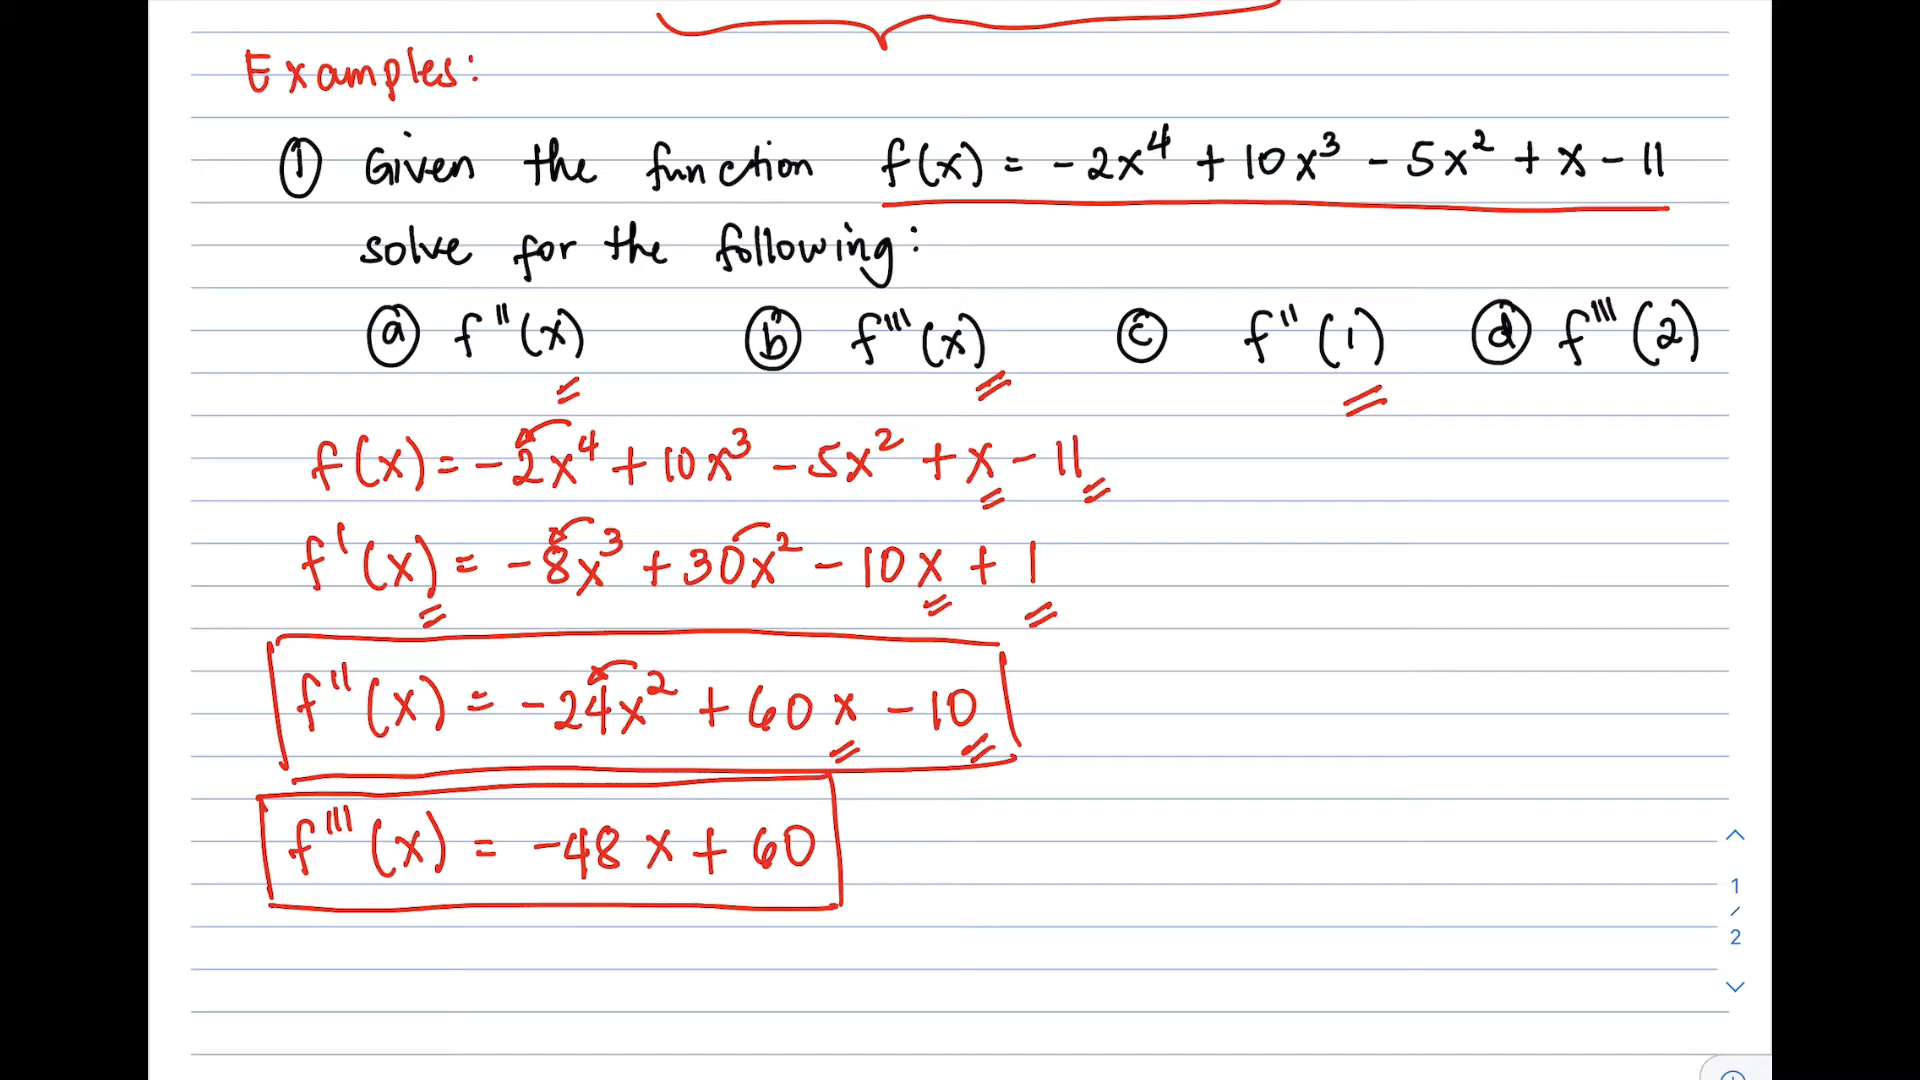 Examples:
① Given the function f(x) = -2x⁴ + 10x³ - 5x² + x - 11
solve for the following:
ⓐ f''(x) ⓑ f'''(x) ⓒ f''(1) ⓓ f'''(2)
f(x) = -2x⁴ + 10x³ - 5x² + x - 11
f'(x) = -8x³ + 30x² - 10x + 1
f''(x) = -24x² + 60x - 10
f'''(x) = -48x + 60
1
/
2